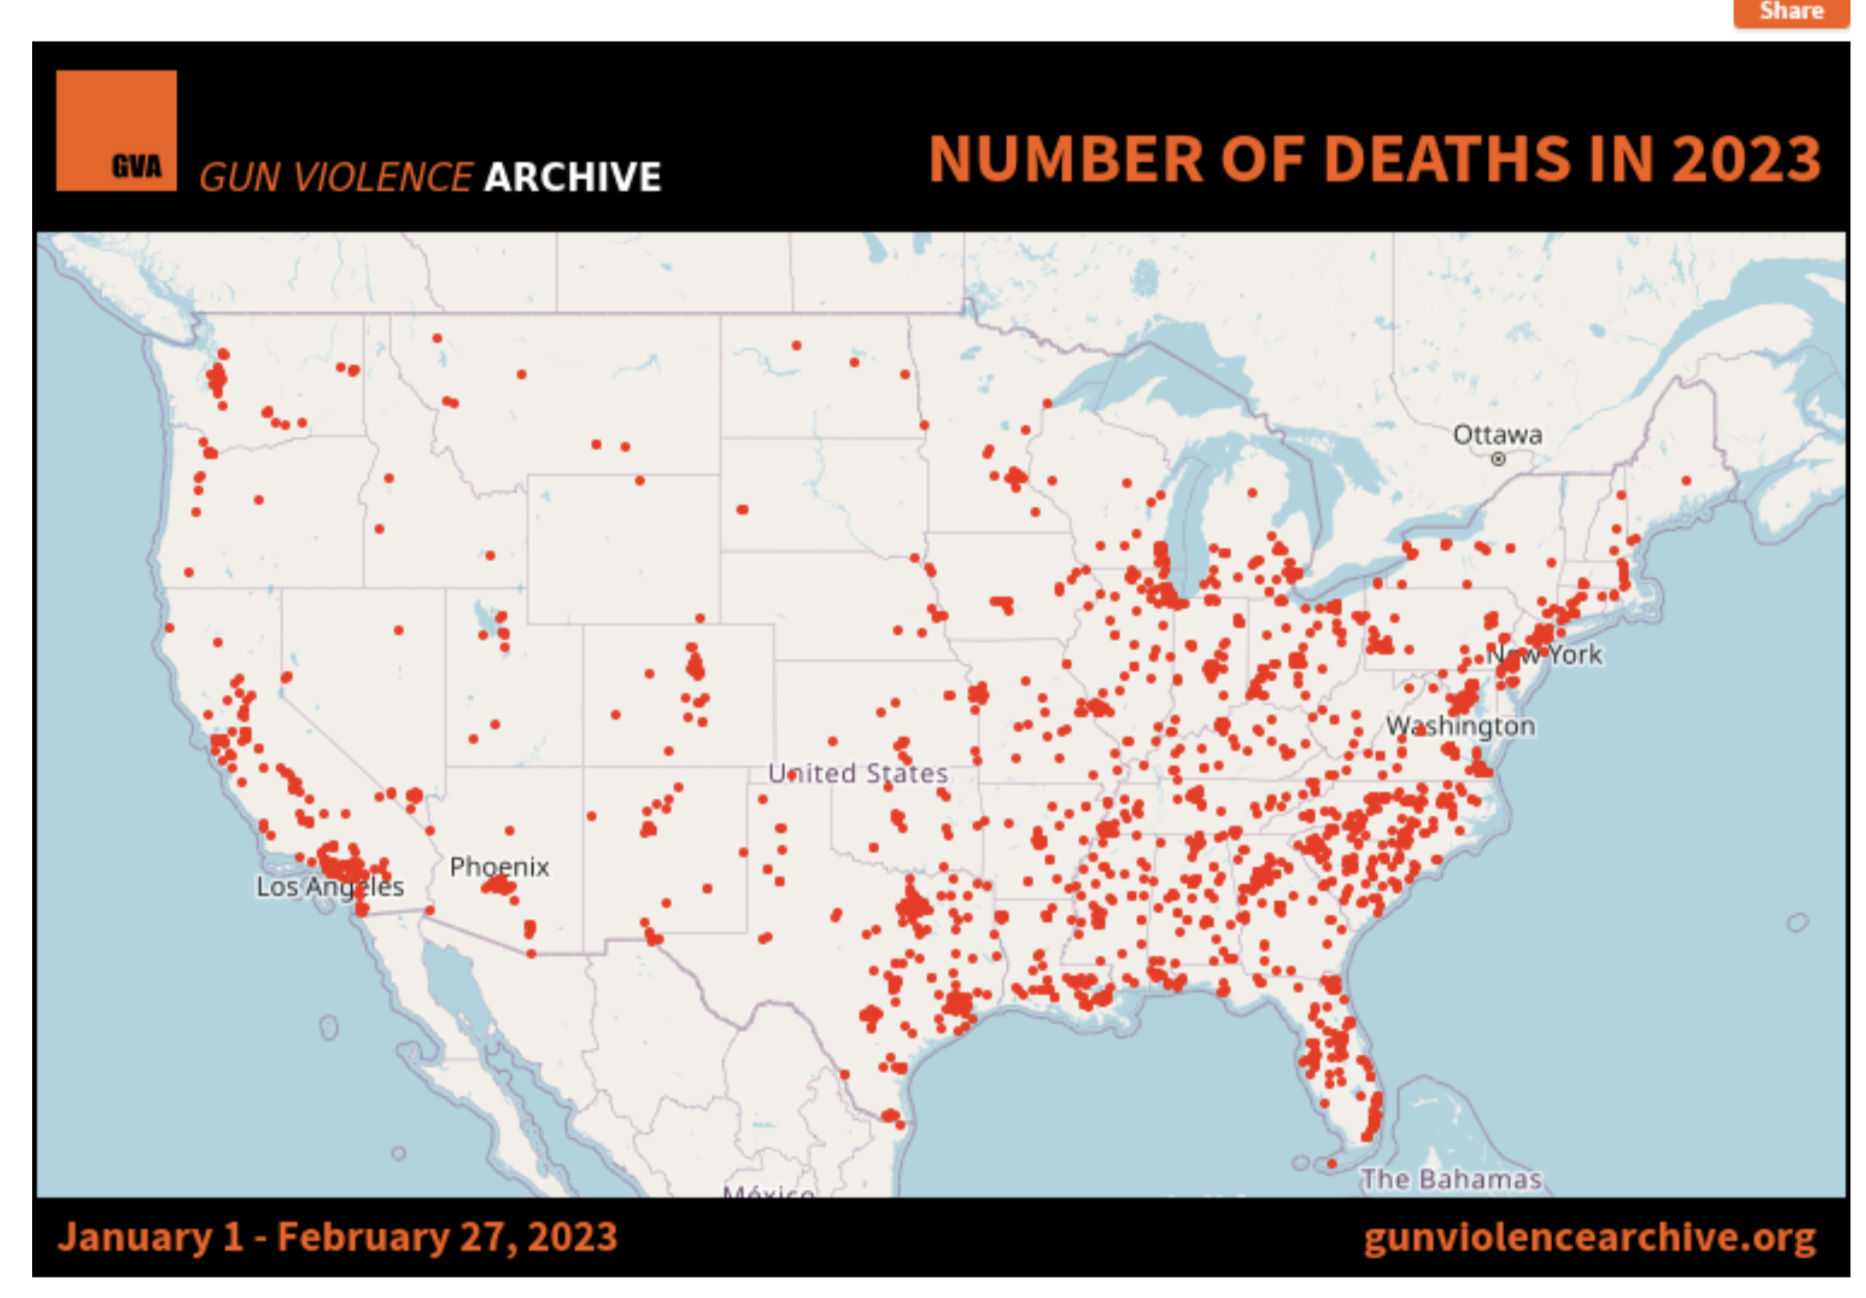 Share
GVA
GUN VIOLENCE ARCHIVE
NUMBER OF DEATHS IN 2023
Ottawa
New York
Washington
United States
Phoenix
Los Angeles
The Bahamas
México
January 1 - February 27, 2023
gunviolencearchive.org